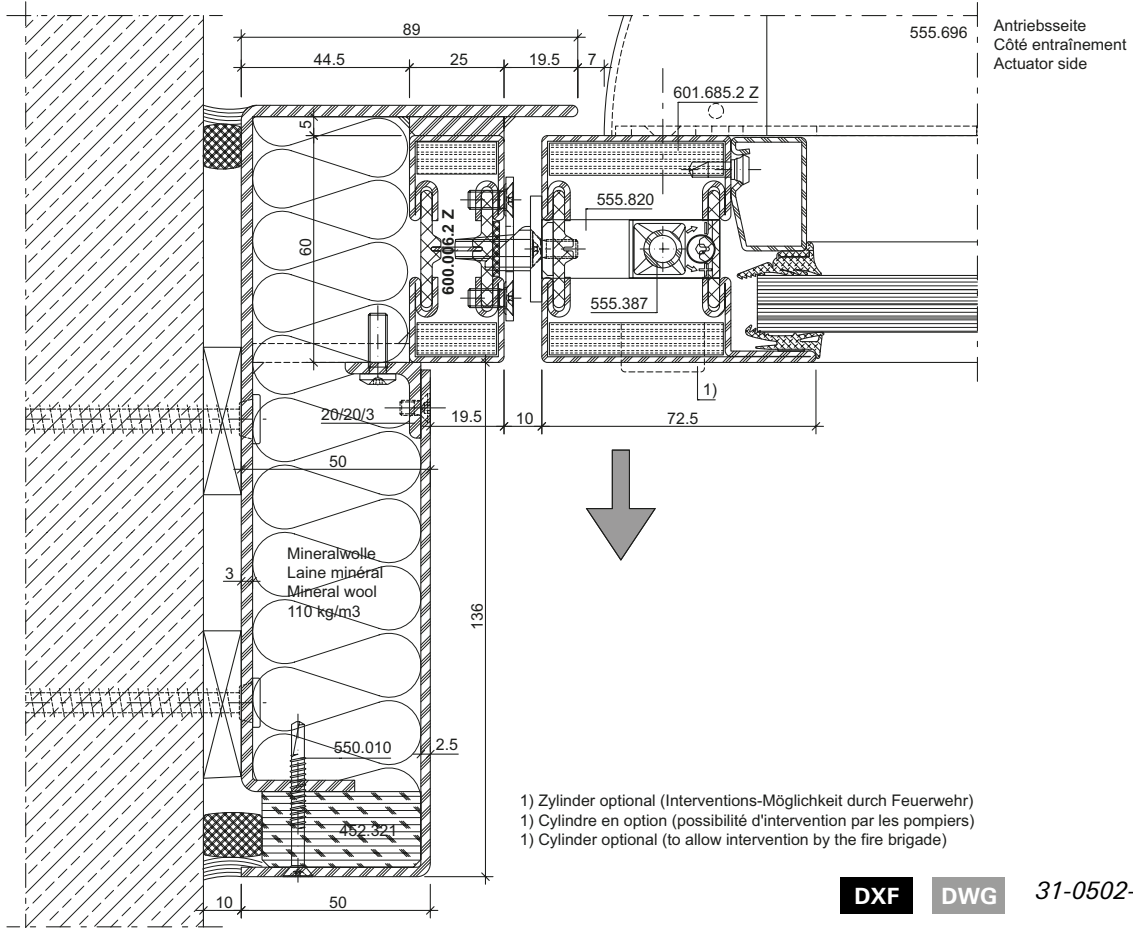 89
44.5
25
19.5
7
555.696
Antriebsseite
Côté entraînement
Actuator side
601.685.2 Z
5
60
600.006.2 Z
555.820
555.387
1)
20/20/3
19.5
10
72.5
50
3
Mineralwolle
Laine minéral
Mineral wool
110 kg/m3
136
550.010
2.5
452.321
10
50
1) Zylinder optional (Interventions-Möglichkeit durch Feuerwehr)
1) Cylindre en option (possibilité d'intervention par les pompiers)
1) Cylinder optional (to allow intervention by the fire brigade)
DXF
DWG
31-0502-